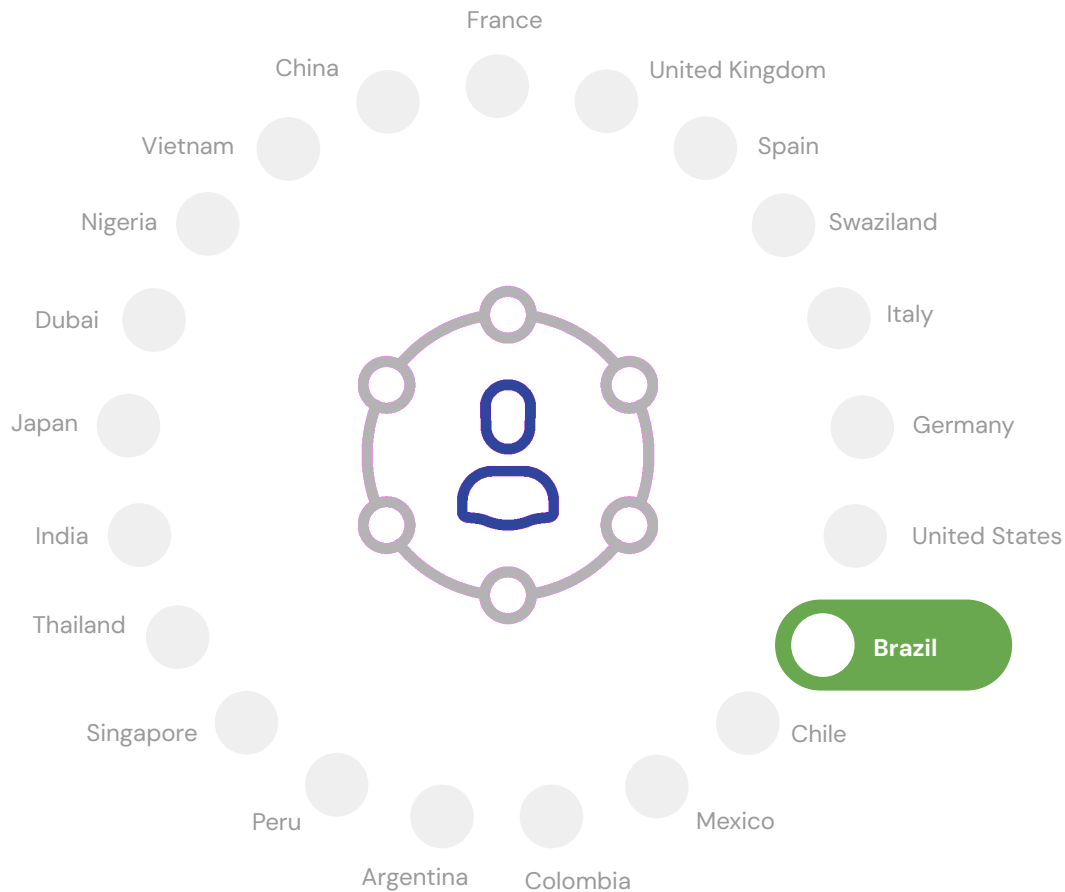 France
China
United Kingdom
Vietnam
Spain
Nigeria
Swaziland
Dubai
Italy
Japan
Germany
India
United States
Thailand
Brazil
Singapore
Chile
Peru
Mexico
Argentina
Colombia